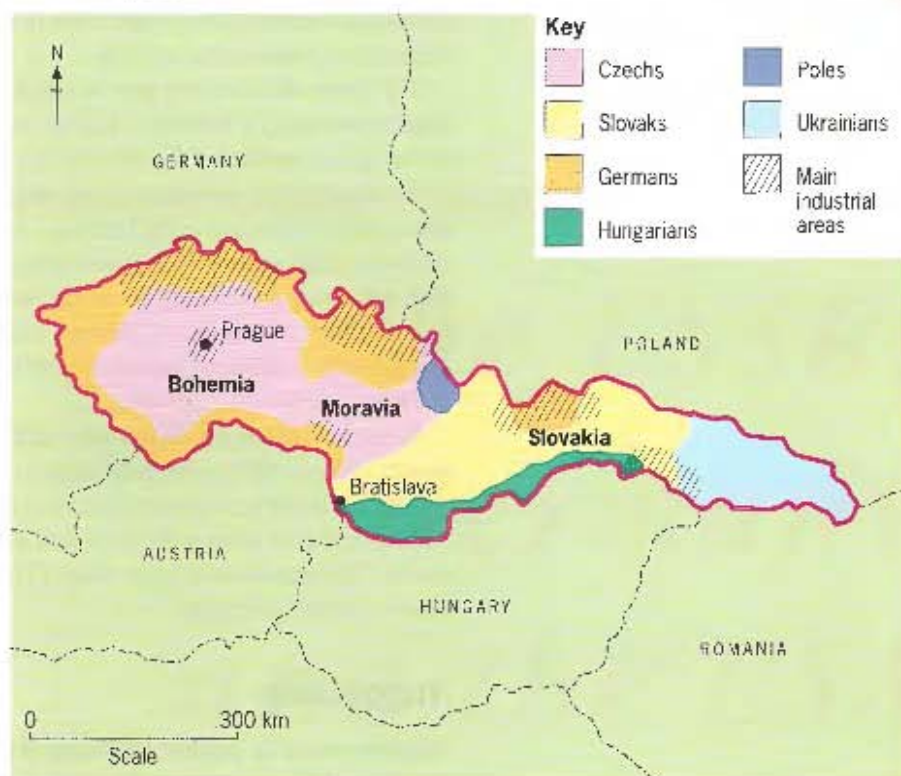 Key
Czechs
Slovaks
Germans
Hungarians
Poles
Ukrainians
Main
industrial
areas
N
GERMANY
POLAND
Prague
Bohemia
Moravia
Slovakia
Bratislava
AUSTRIA
HUNGARY
ROMANIA
0 300 km
Scale